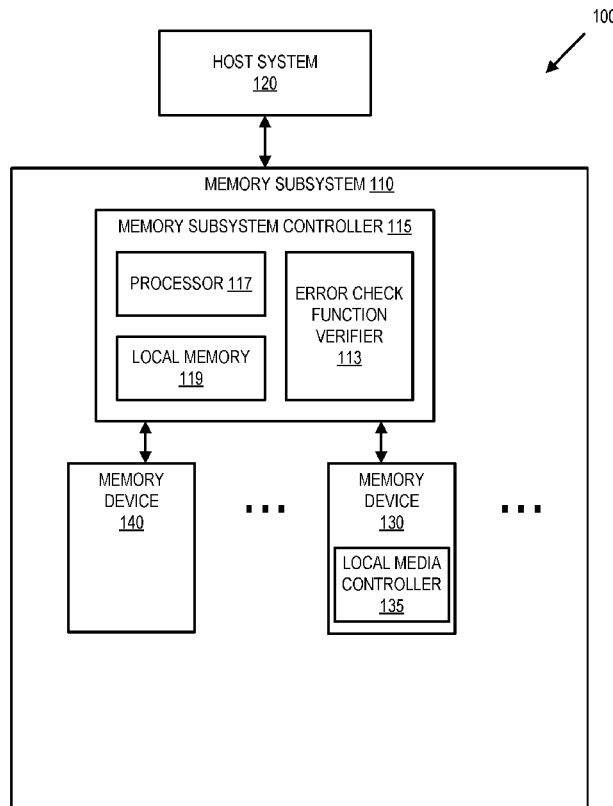 100
HOST SYSTEM
120
MEMORY SUBSYSTEM 110
MEMORY SUBSYSTEM CONTROLLER 115
PROCESSOR 117
LOCAL MEMORY
119
ERROR CHECK
FUNCTION
VERIFIER
113
MEMORY
DEVICE
140
MEMORY
DEVICE
130
LOCAL MEDIA
CONTROLLER
135